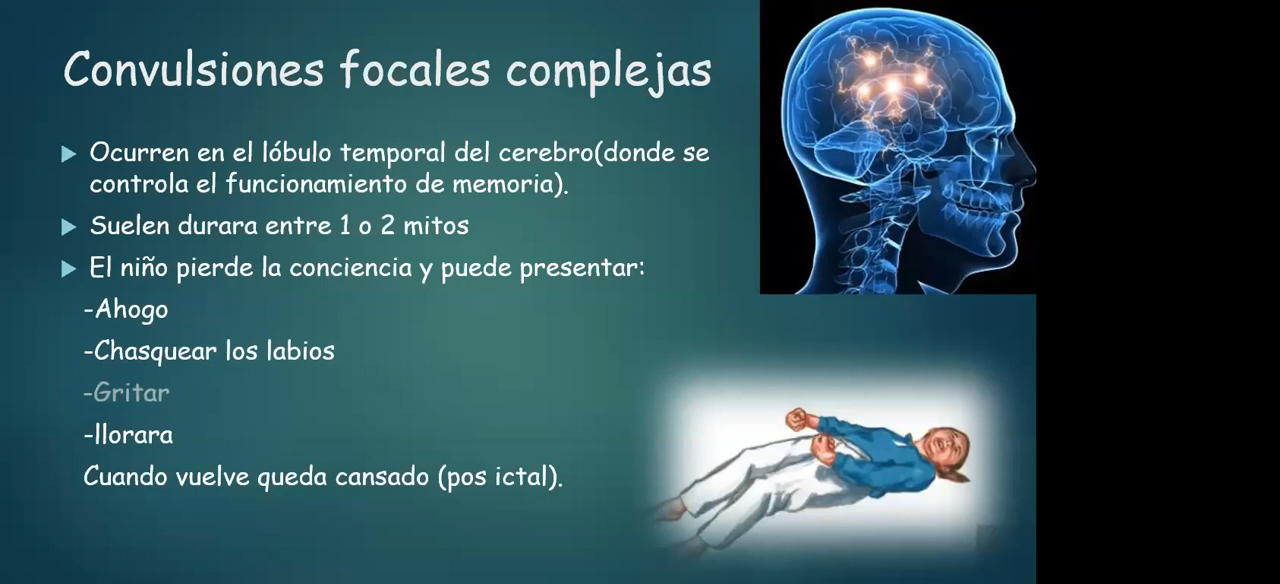 Convulsiones focales complejas
Ocurren en el lóbulo temporal del cerebro(donde se
controla el funcionamiento de memoria).
Suelen durara entre 1 o 2 mitos
El niño pierde la conciencia y puede presentar:
-Ahogo
-Chasquear los labios
-Gritar
-llorara
Cuando vuelve queda cansado (pos ictal).